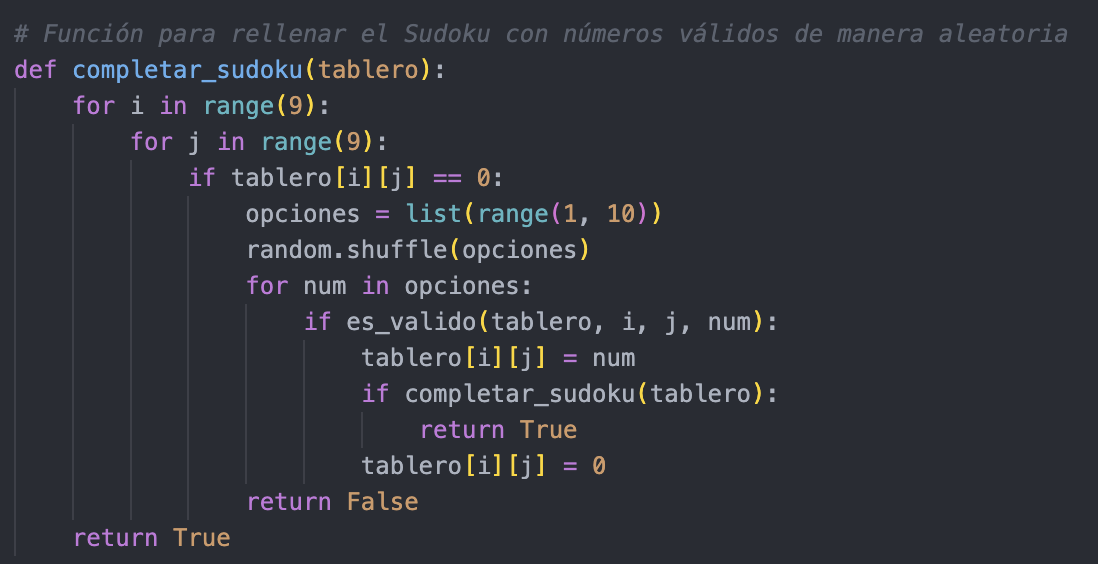 # Función para rellenar el Sudoku con números válidos de manera aleatoria
def completar_sudoku(tablero):
    for i in range(9):
        for j in range(9):
            if tablero[i][j] == 0:
                opciones = list(range(1, 10))
                random.shuffle(opciones)
                for num in opciones:
                    if es_valido(tablero, i, j, num):
                        tablero[i][j] = num
                        if completar_sudoku(tablero):
                            return True
                        tablero[i][j] = 0
                return False
    return True